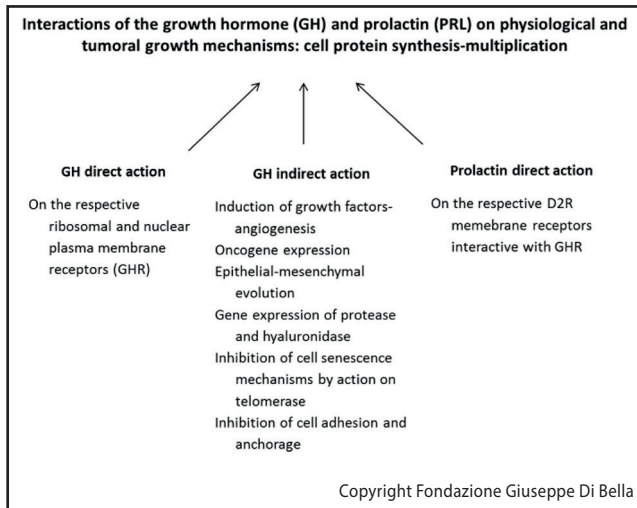 Interactions of the growth hormone (GH) and prolactin (PRL) on physiological and
tumoral growth mechanisms: cell protein synthesis-multiplication
GH direct action
On the respective
ribosomal and nuclear
plasma membrane
receptors (GHR)
GH indirect action
Induction of growth factors-
angiogenesis
Oncogene expression
Epithelial-mesenchymal
evolution
Gene expression of protease
and hyaluronidase
Inhibition of cell senescence
mechanisms by action on
telomerase
Inhibition of cell adhesion and
anchorage
Prolactin direct action
On the respective D2R
memebrane receptors
interactive with GHR
Copyright Fondazione Giuseppe Di Bella